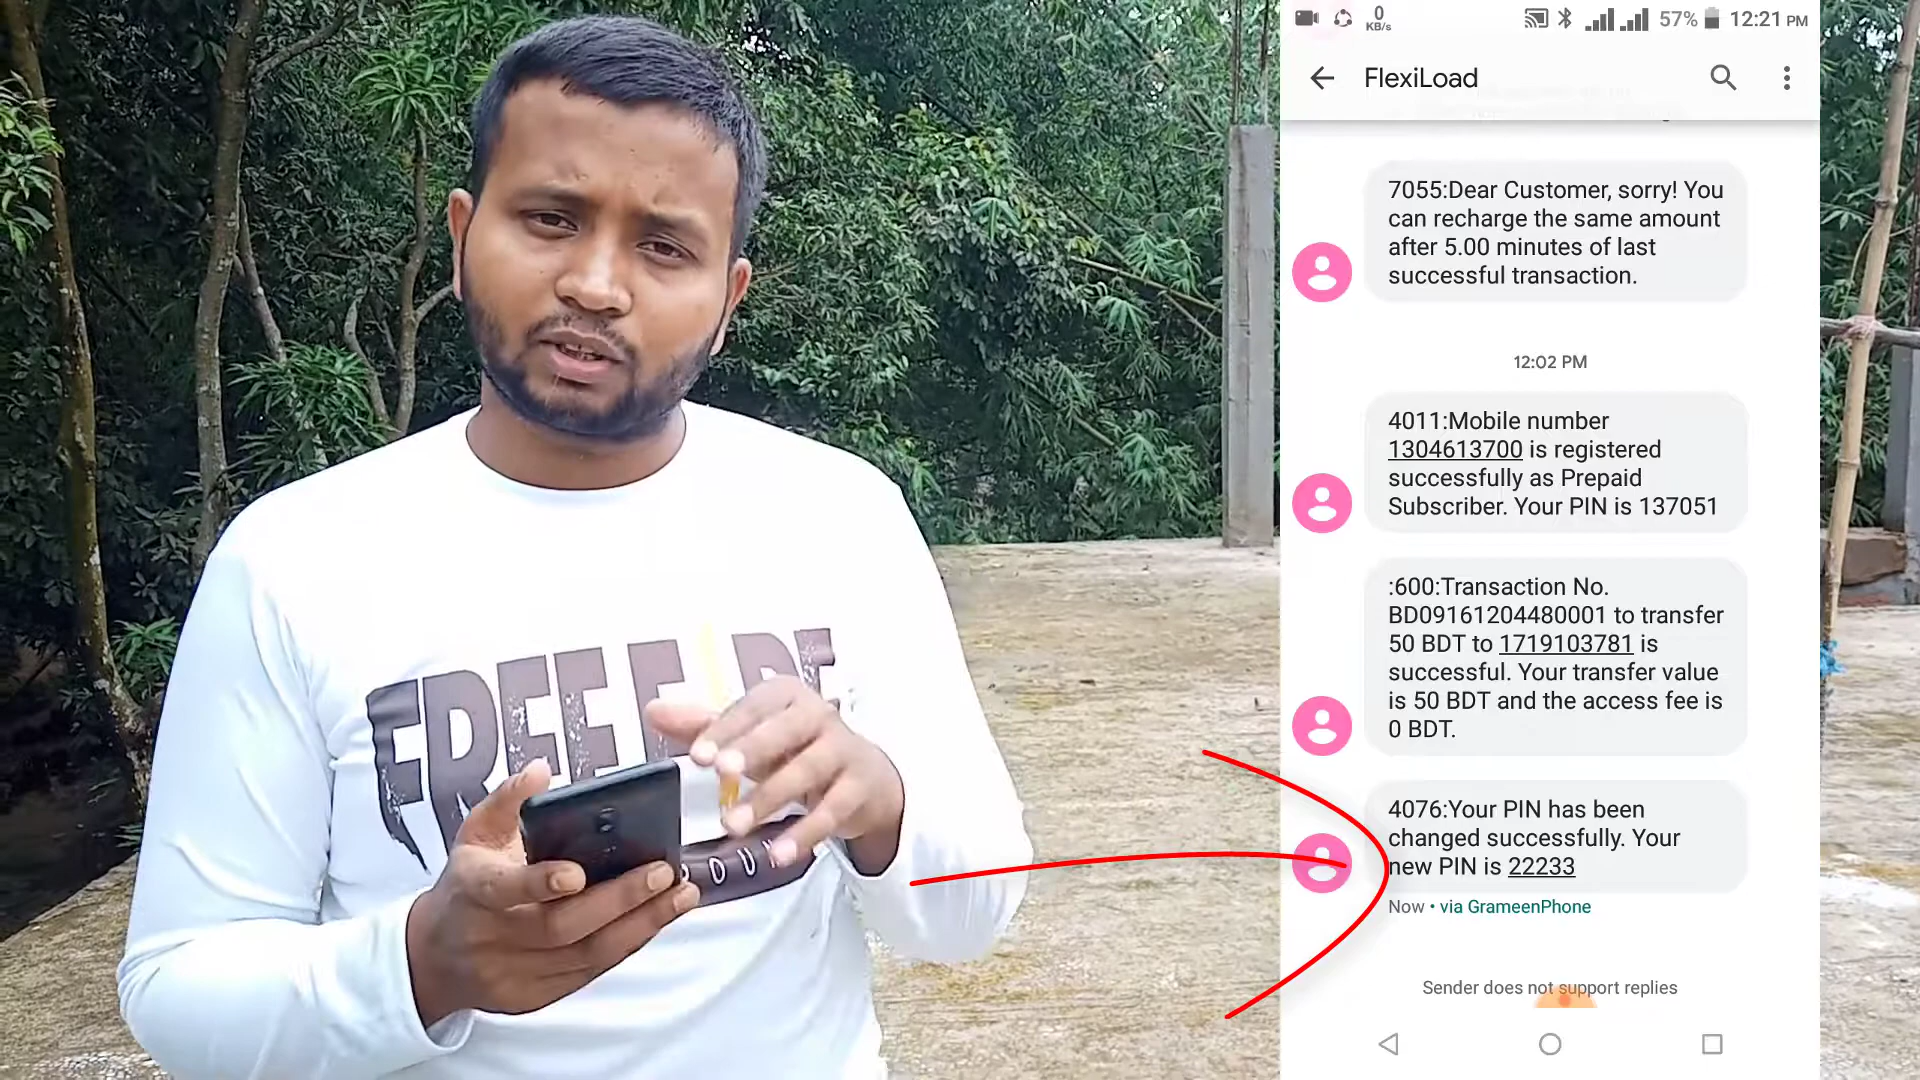 0
KB/s
57%
12:21 PM
FlexiLoad
7055:Dear Customer, sorry! You
can recharge the same amount
after 5.00 minutes of last
successful transaction.
12:02 PM
4011:Mobile number
1304613700 is registered
successfully as Prepaid
Subscriber. Your PIN is 137051
:600:Transaction No.
BD09161204480001 to transfer
50 BDT to 1719103781 is
successful. Your transfer value
is 50 BDT and the access fee is
0 BDT.
4076:Your PIN has been
changed successfully. Your
new PIN is 22233
Now • via GrameenPhone
Sender does not support replies
FREE